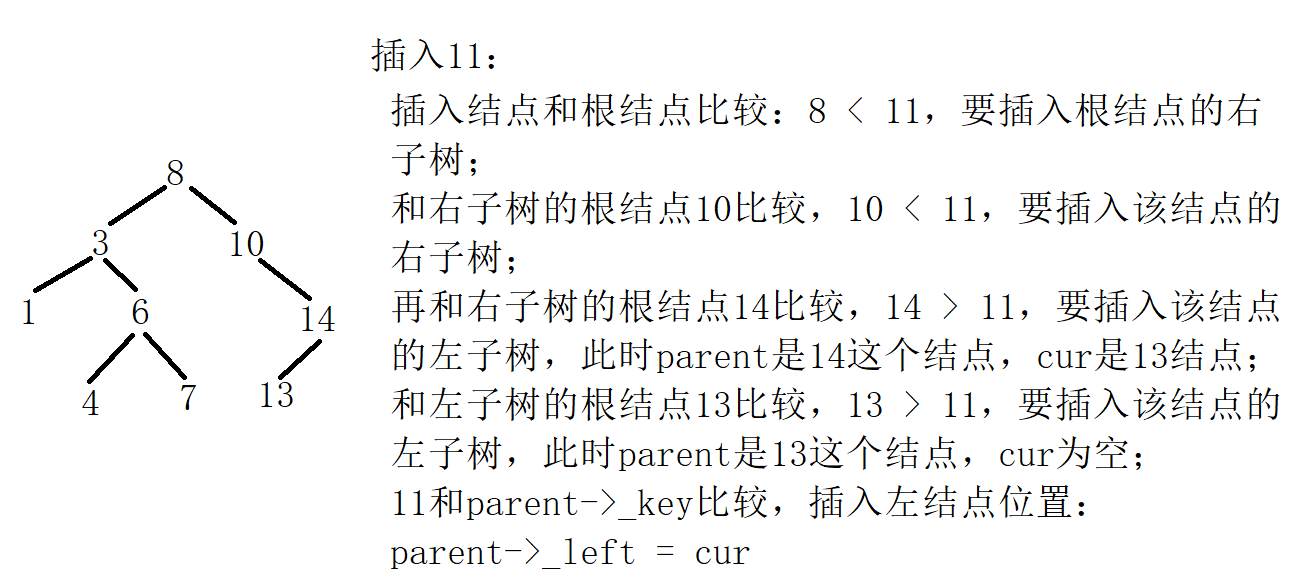 插入11：
插入结点和根结点比较：8 < 11，要插入根结点的右
子树；
和右子树的根结点10比较，10 < 11，要插入该结点的
右子树；
再和右子树的根结点14比较，14 > 11，要插入该结点
的左子树，此时parent是14这个结点，cur是13结点；
和左子树的根结点13比较，13 > 11，要插入该结点的
左子树，此时parent是13这个结点，cur为空；
11和parent->_key比较，插入左结点位置：
parent->_left = cur
8
3 10
1 6 14
4 7 13